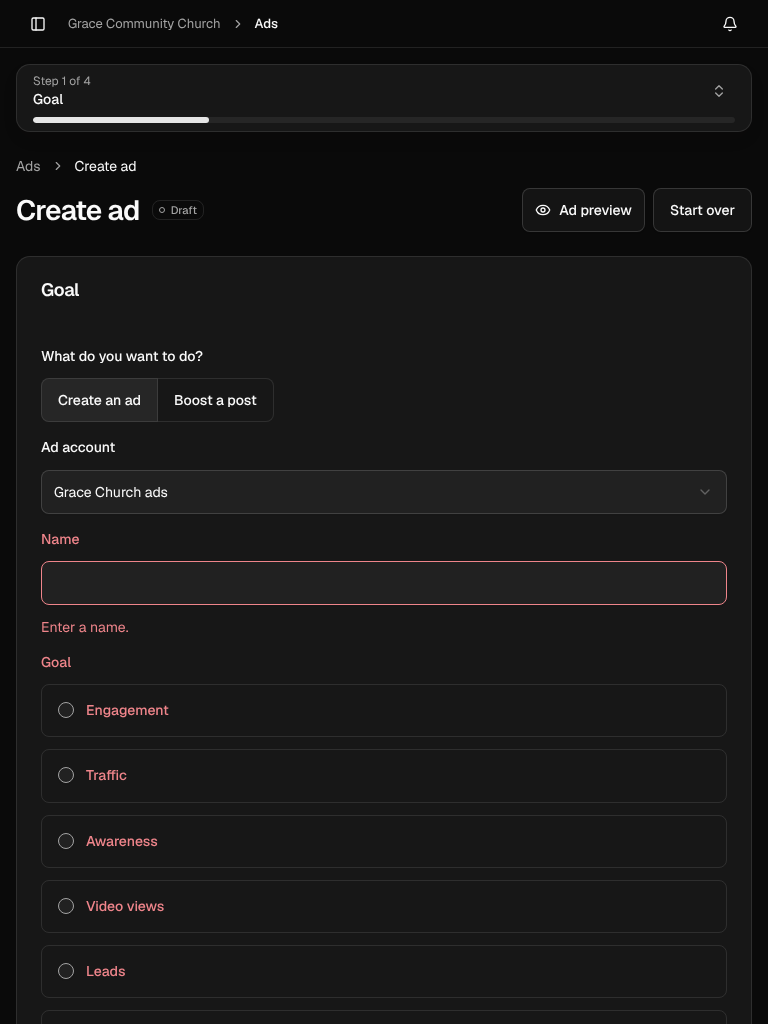 Grace Community Church > Ads
Step 1 of 4
Goal
Ads > Create ad
Create ad
Draft
Ad preview
Start over
Goal
What do you want to do?
Create an ad
Boost a post
Ad account
Grace Church ads
Name
Enter a name.
Goal
Engagement
Traffic
Awareness
Video views
Leads